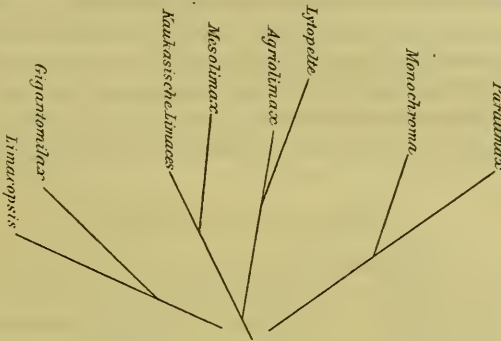 Paralimax
Monochroma
Lytopelte
Agriolimax
Mesolimax
Kaukasische Limaces
Gigantomilax
Limacopsis